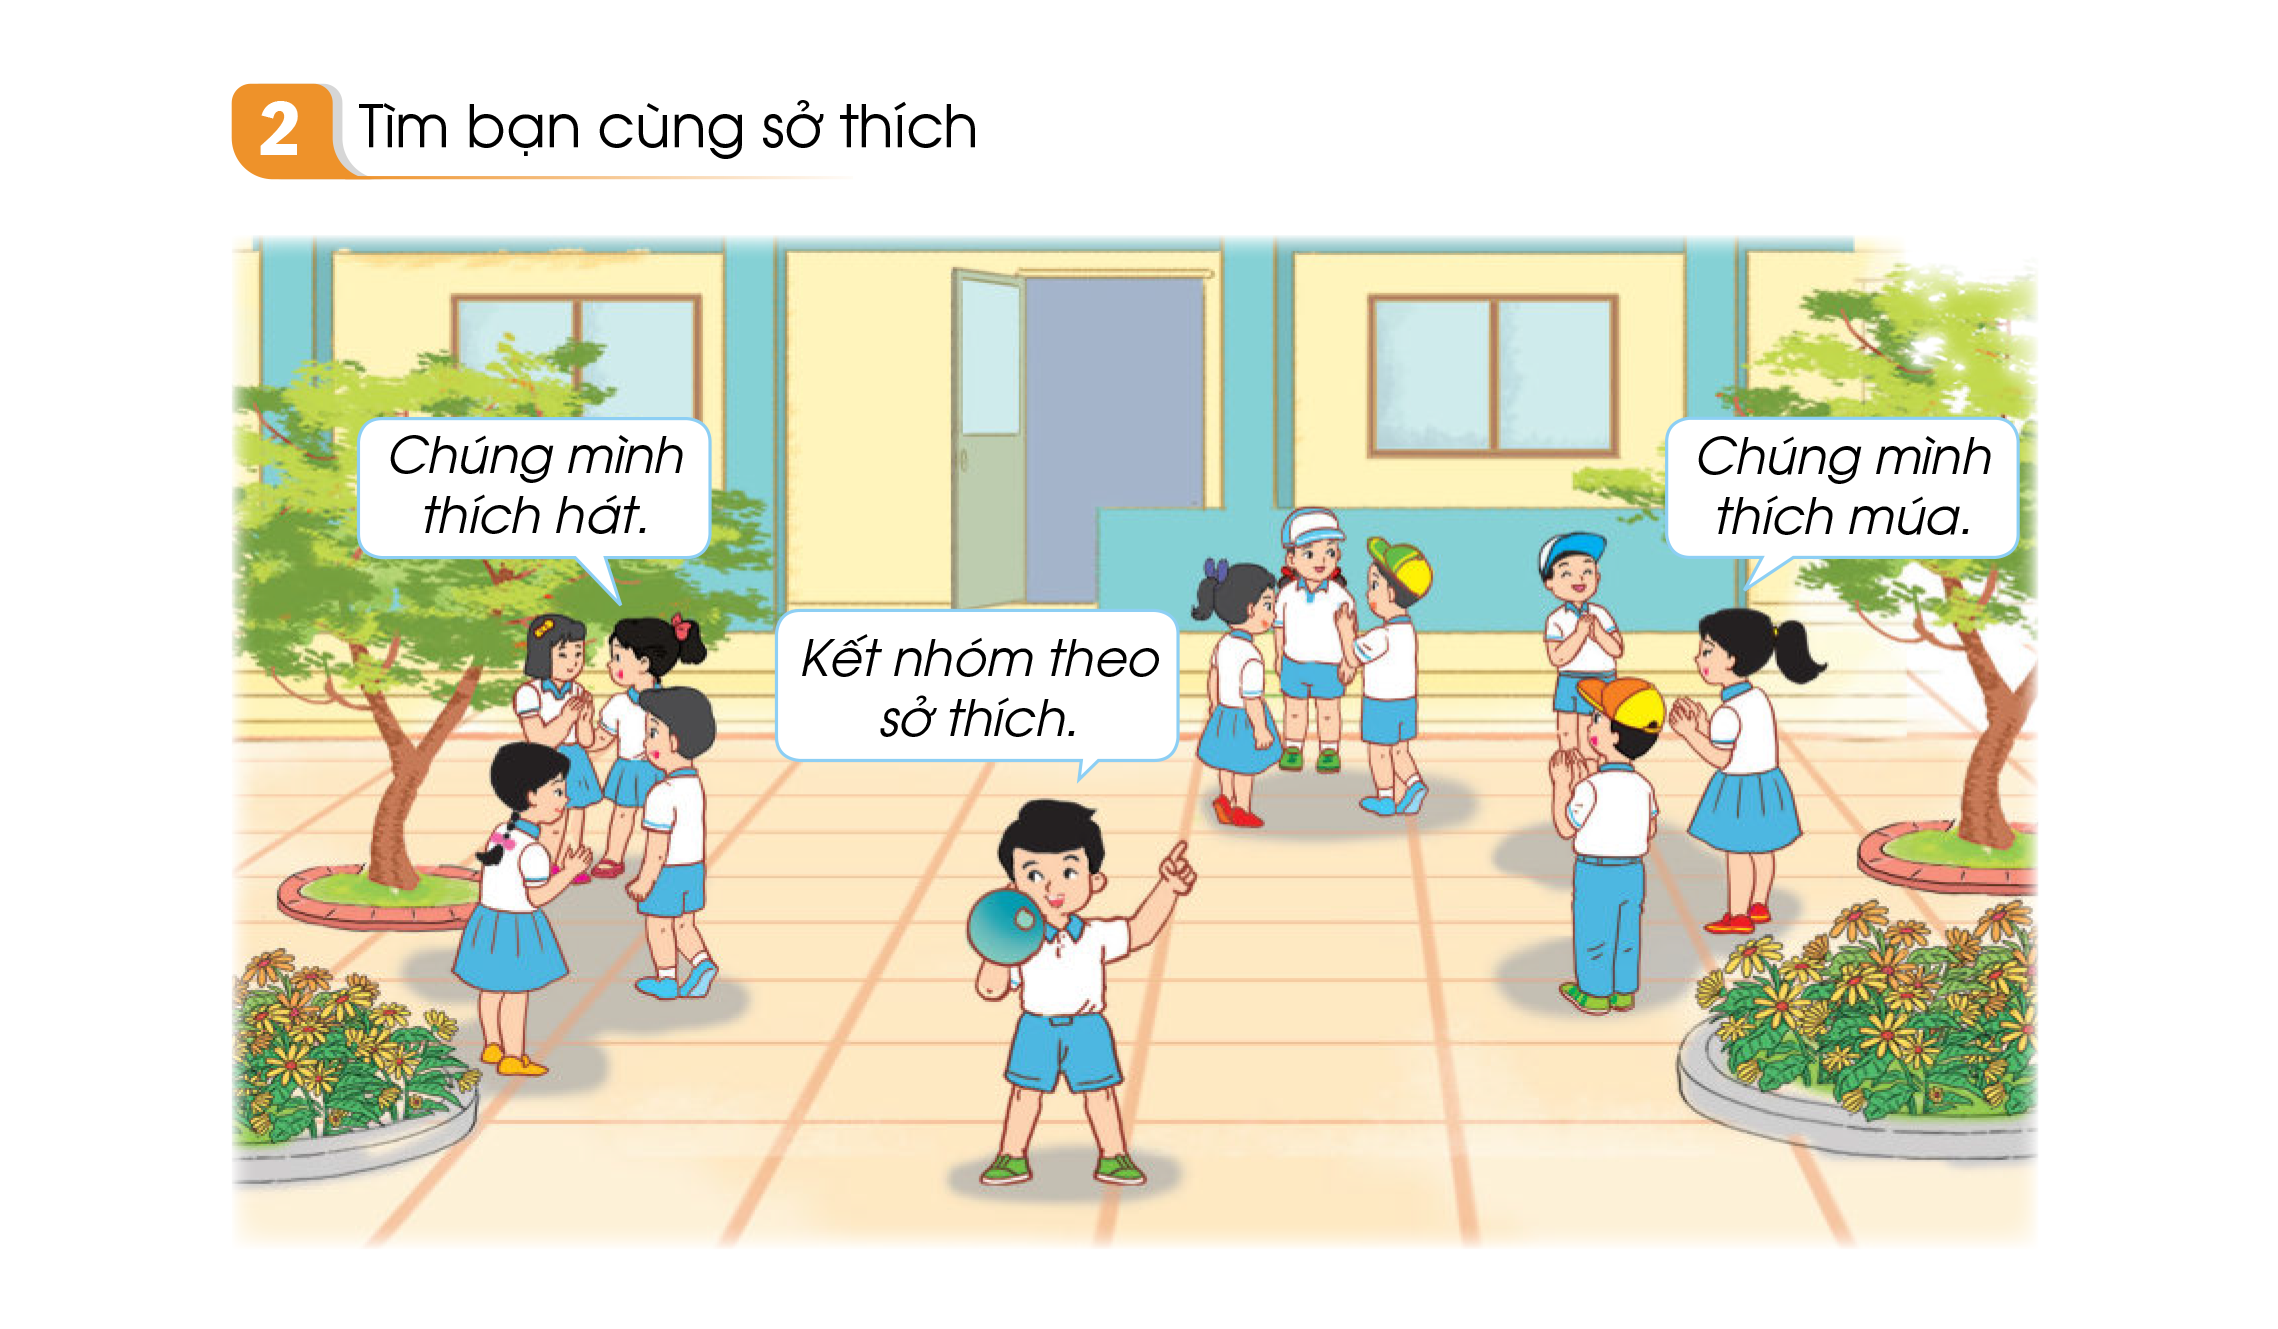 2 Tìm bạn cùng sở thích
Chúng mình
thích hát.
Kết nhóm theo
sở thích.
Chúng mình
thích múa.